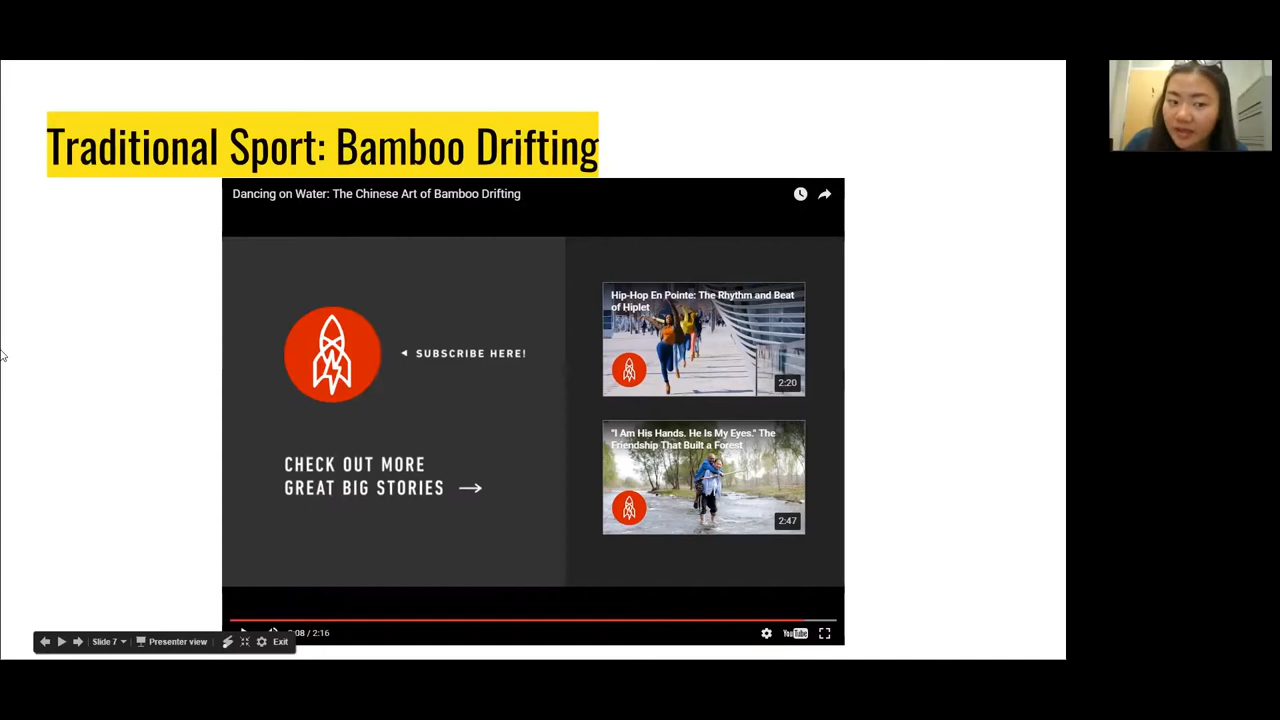 Traditional Sport: Bamboo Drifting
Dancing on Water: The Chinese Art of Bamboo Drifting
Hip-Hop En Pointe: The Rhythm and Beat
of Hiplet
2:20
◄ SUBSCRIBE HERE!
CHECK OUT MORE
GREAT BIG STORIES →
"I Am His Hands. He Is My Eyes." The
Friendship That Built a Forest
2:47
:08 / 2:16
YouTube
Slide 7
Presenter view
Exit